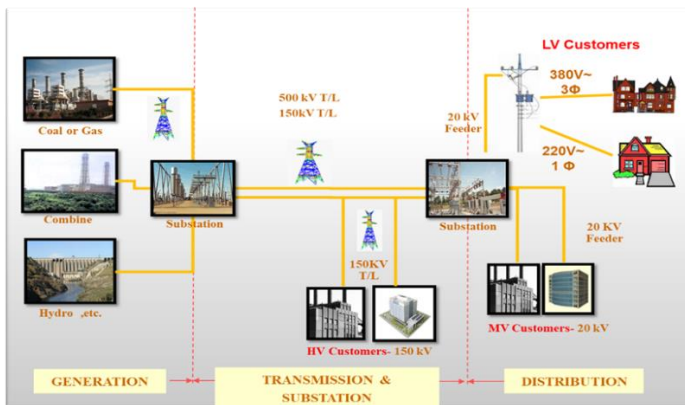 LV Customers
380V~
3Φ
500 kV T/L
150kV T/L
20 kV
Feeder
Coal or Gas
220V~
1 Φ
Combine
Substation
Substation
20 KV
Feeder
150KV
T/L
Hydro ,etc.
HV Customers- 150 kV
MV Customers- 20 kV
GENERATION
TRANSMISSION &
SUBSTATION
DISTRIBUTION